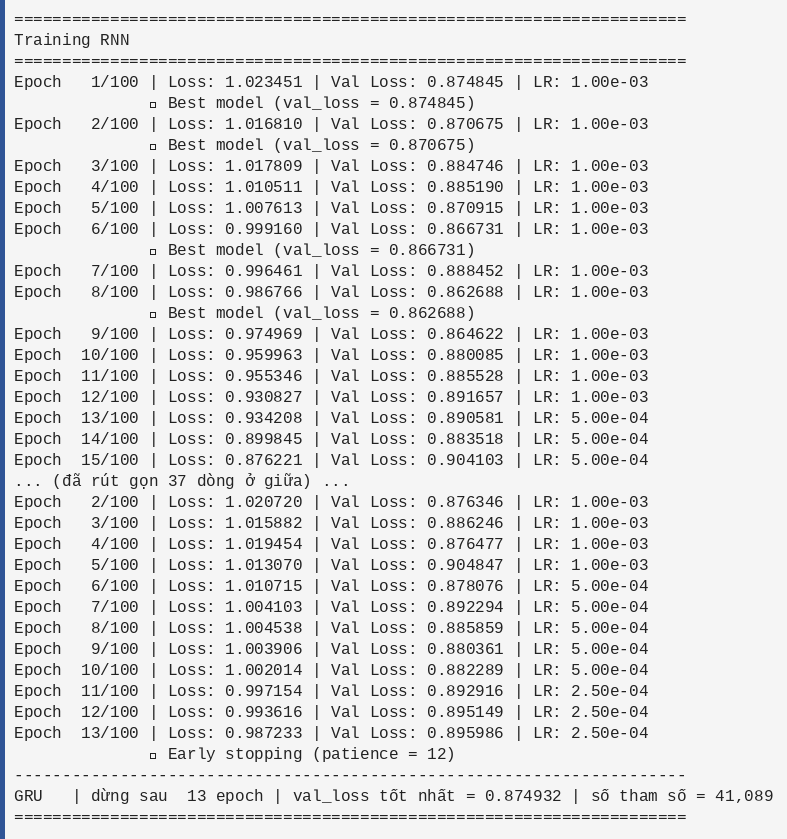 ======================================================================
Training RNN
======================================================================
Epoch   1/100 | Loss: 1.023451 | Val Loss: 0.874845 | LR: 1.00e-03
              ▯ Best model (val_loss = 0.874845)
Epoch   2/100 | Loss: 1.016810 | Val Loss: 0.870675 | LR: 1.00e-03
              ▯ Best model (val_loss = 0.870675)
Epoch   3/100 | Loss: 1.017809 | Val Loss: 0.884746 | LR: 1.00e-03
Epoch   4/100 | Loss: 1.010511 | Val Loss: 0.885190 | LR: 1.00e-03
Epoch   5/100 | Loss: 1.007613 | Val Loss: 0.870915 | LR: 1.00e-03
Epoch   6/100 | Loss: 0.999160 | Val Loss: 0.866731 | LR: 1.00e-03
              ▯ Best model (val_loss = 0.866731)
Epoch   7/100 | Loss: 0.996461 | Val Loss: 0.888452 | LR: 1.00e-03
Epoch   8/100 | Loss: 0.986766 | Val Loss: 0.862688 | LR: 1.00e-03
              ▯ Best model (val_loss = 0.862688)
Epoch   9/100 | Loss: 0.974969 | Val Loss: 0.864622 | LR: 1.00e-03
Epoch  10/100 | Loss: 0.959963 | Val Loss: 0.880085 | LR: 1.00e-03
Epoch  11/100 | Loss: 0.955346 | Val Loss: 0.885528 | LR: 1.00e-03
Epoch  12/100 | Loss: 0.930827 | Val Loss: 0.891657 | LR: 1.00e-03
Epoch  13/100 | Loss: 0.934208 | Val Loss: 0.890581 | LR: 5.00e-04
Epoch  14/100 | Loss: 0.899845 | Val Loss: 0.883518 | LR: 5.00e-04
Epoch  15/100 | Loss: 0.876221 | Val Loss: 0.904103 | LR: 5.00e-04
... (đã rút gọn 37 dòng ở giữa) ...
Epoch   2/100 | Loss: 1.020720 | Val Loss: 0.876346 | LR: 1.00e-03
Epoch   3/100 | Loss: 1.015882 | Val Loss: 0.886246 | LR: 1.00e-03
Epoch   4/100 | Loss: 1.019454 | Val Loss: 0.876477 | LR: 1.00e-03
Epoch   5/100 | Loss: 1.013070 | Val Loss: 0.904847 | LR: 1.00e-03
Epoch   6/100 | Loss: 1.010715 | Val Loss: 0.878076 | LR: 5.00e-04
Epoch   7/100 | Loss: 1.004103 | Val Loss: 0.892294 | LR: 5.00e-04
Epoch   8/100 | Loss: 1.004538 | Val Loss: 0.885859 | LR: 5.00e-04
Epoch   9/100 | Loss: 1.003906 | Val Loss: 0.880361 | LR: 5.00e-04
Epoch  10/100 | Loss: 1.002014 | Val Loss: 0.882289 | LR: 5.00e-04
Epoch  11/100 | Loss: 0.997154 | Val Loss: 0.892916 | LR: 2.50e-04
Epoch  12/100 | Loss: 0.993616 | Val Loss: 0.895149 | LR: 2.50e-04
Epoch  13/100 | Loss: 0.987233 | Val Loss: 0.895986 | LR: 2.50e-04
              ▯ Early stopping (patience = 12)
----------------------------------------------------------------------
GRU   | dừng sau  13 epoch | val_loss tốt nhất = 0.874932 | số tham số = 41,089
======================================================================